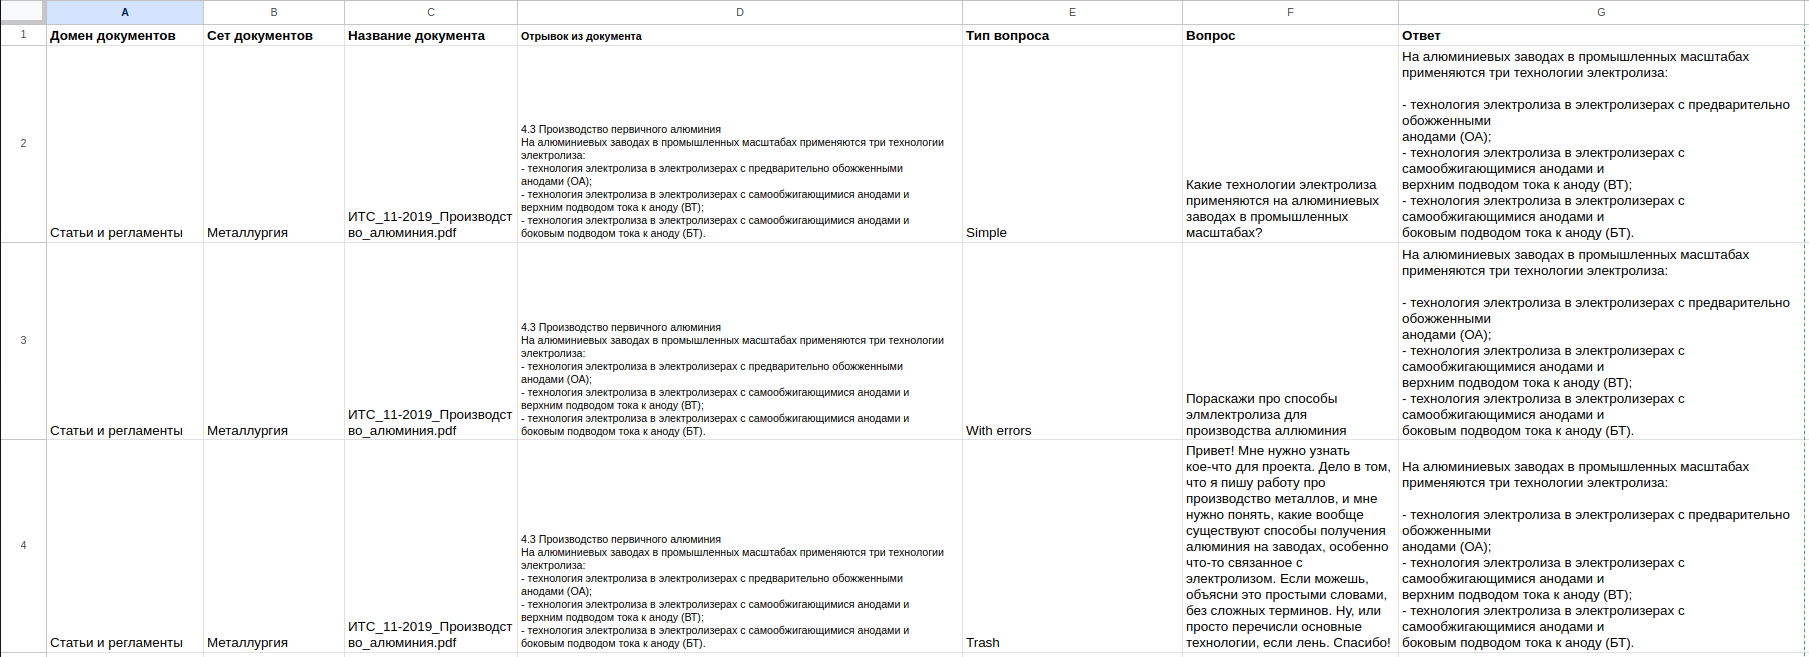 A B C D E F G
1 Домен документов Сет документов Название документа Отрывок из документа Тип вопроса Вопрос Ответ
2
Статьи и регламенты
Металлургия
ИТС_11-2019_Производст
во_алюминия.pdf
4.3 Производство первичного алюминия
На алюминиевых заводах в промышленных масштабах применяются три технологии
электролиза:
- технология электролиза в электролизерах с предварительно обожженными
анодами (ОА);
- технология электролиза в электролизерах с самообжигающимися анодами и
верхним подводом тока к аноду (ВТ);
- технология электролиза в электролизерах с самообжигающимися анодами и
боковым подводом тока к аноду (БТ).
Simple
Какие технологии электролиза
применяются на алюминиевых
заводах в промышленных
масштабах?
На алюминиевых заводах в промышленных масштабах
применяются три технологии электролиза:
- технология электролиза в электролизерах с предварительно
обожженными
анодами (ОА);
- технология электролиза в электролизерах с
самообжигающимися анодами и
верхним подводом тока к аноду (ВТ);
- технология электролиза в электролизерах с
самообжигающимися анодами и
боковым подводом тока к аноду (БТ).
3
Статьи и регламенты
Металлургия
ИТС_11-2019_Производст
во_алюминия.pdf
4.3 Производство первичного алюминия
На алюминиевых заводах в промышленных масштабах применяются три технологии
электролиза:
- технология электролиза в электролизерах с предварительно обожженными
анодами (ОА);
- технология электролиза в электролизерах с самообжигающимися анодами и
верхним подводом тока к аноду (ВТ);
- технология электролиза в электролизерах с самообжигающимися анодами и
боковым подводом тока к аноду (БТ).
With errors
Пораскажи про способы
элмлектролиза для
производства аллюминия
На алюминиевых заводах в промышленных масштабах
применяются три технологии электролиза:
- технология электролиза в электролизерах с предварительно
обожженными
анодами (ОА);
- технология электролиза в электролизерах с
самообжигающимися анодами и
верхним подводом тока к аноду (ВТ);
- технология электролиза в электролизерах с
самообжигающимися анодами и
боковым подводом тока к аноду (БТ).
4
Статьи и регламенты
Металлургия
ИТС_11-2019_Производст
во_алюминия.pdf
4.3 Производство первичного алюминия
На алюминиевых заводах в промышленных масштабах применяются три технологии
электролиза:
- технология электролиза в электролизерах с предварительно обожженными
анодами (ОА);
- технология электролиза в электролизерах с самообжигающимися анодами и
верхним подводом тока к аноду (ВТ);
- технология электролиза в электролизерах с самообжигающимися анодами и
боковым подводом тока к аноду (БТ).
Trash
Привет! Мне нужно узнать
кое-что для проекта. Дело в том,
что я пишу работу про
производство металлов, и мне
нужно понять, какие вообще
существуют способы получения
алюминия на заводах, особенно
что-то связанное с
электролизом. Если можешь,
объясни это простыми словами,
без сложных терминов. Ну, или
просто перечисли основные
технологии, если лень. Спасибо!
На алюминиевых заводах в промышленных масштабах
применяются три технологии электролиза:
- технология электролиза в электролизерах с предварительно
обожженными
анодами (ОА);
- технология электролиза в электролизерах с
самообжигающимися анодами и
верхним подводом тока к аноду (ВТ);
- технология электролиза в электролизерах с
самообжигающимися анодами и
боковым подводом тока к аноду (БТ).